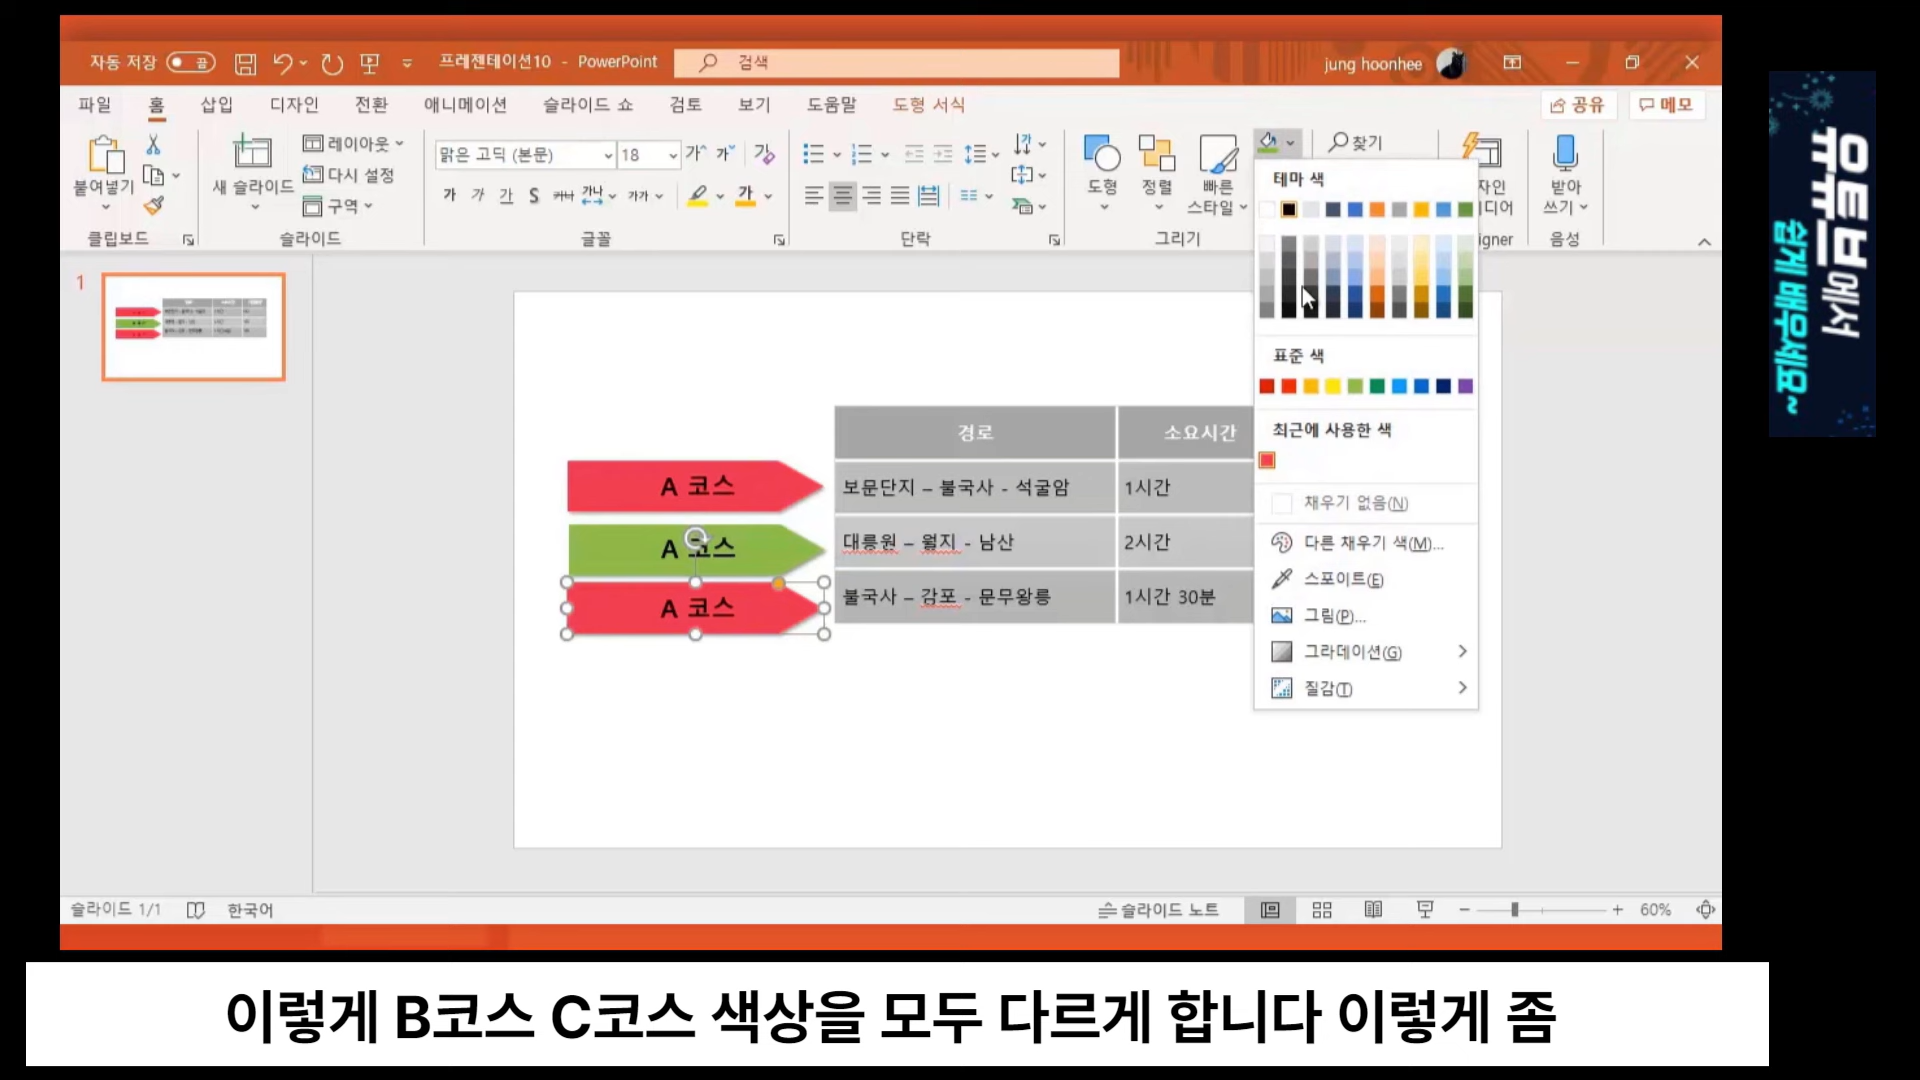 자동 저장 끔 프레젠테이션10 - PowerPoint 검색 jung hoonhee
파일 홈 삽입 디자인 전환 애니메이션 슬라이드 쇼 검토 보기 도움말 도형 서식 공유 메모
붙여넣기 새 슬라이드 레이아웃 다시 설정 구역
맑은 고딕 (본문) 18 가 가
가 가 가 S 가나 가가 가
도형 정렬 빠른 스타일 찾기 받아 쓰기
클립보드 슬라이드 글꼴 단락 그리기 음성
테마 색
표준 색
최근에 사용한 색
채우기 없음(N)
다른 채우기 색(M)...
스포이트(E)
그림(P)...
그라데이션(G)
질감(T)
1
경로 소요시간
A 코스 보문단지 – 불국사 - 석굴암 1시간
A 코스 대릉원 – 월지 - 남산 2시간
A 코스 불국사 – 감포 - 문무왕릉 1시간 30분
슬라이드 1/1 한국어 슬라이드 노트 60%
유튜브에서
쉽게 배우세요~
이렇게 B코스 C코스 색상을 모두 다르게 합니다 이렇게 좀